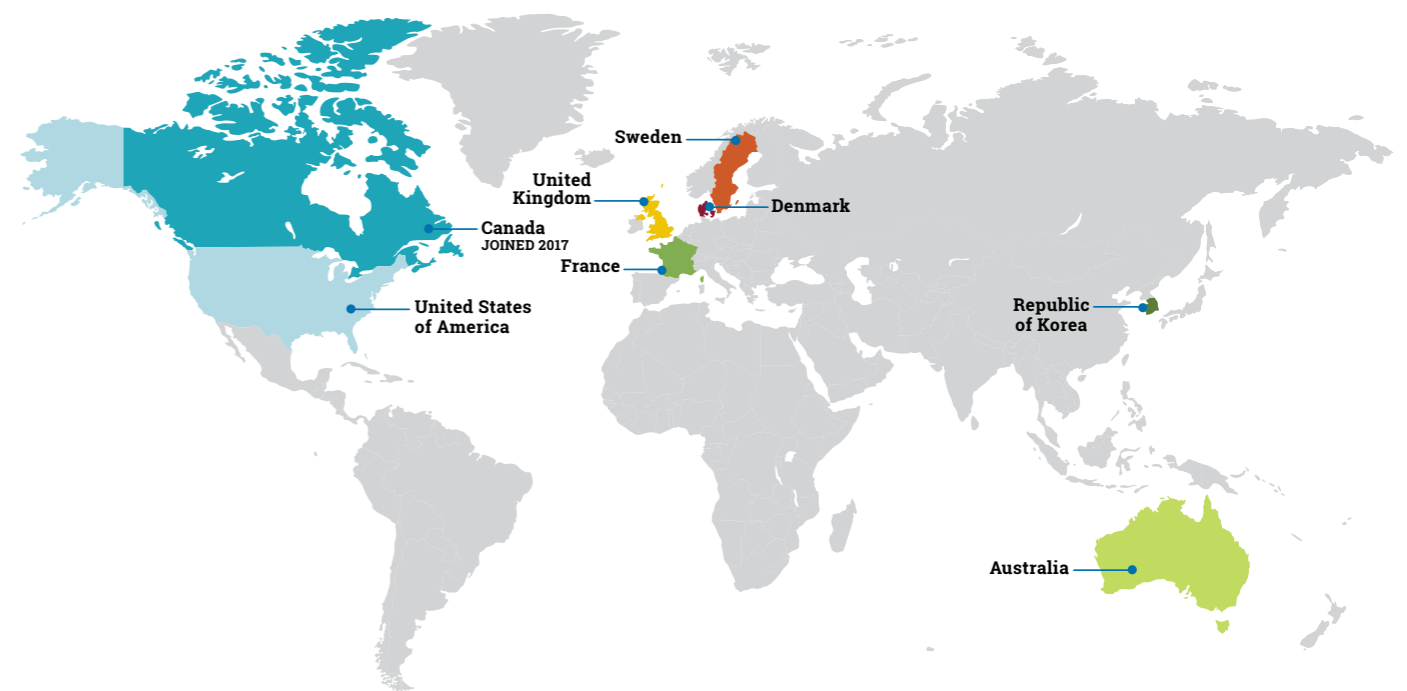 Sweden
United
Kingdom
Denmark
Canada
JOINED 2017
France
United States
of America
Republic
of Korea
Australia